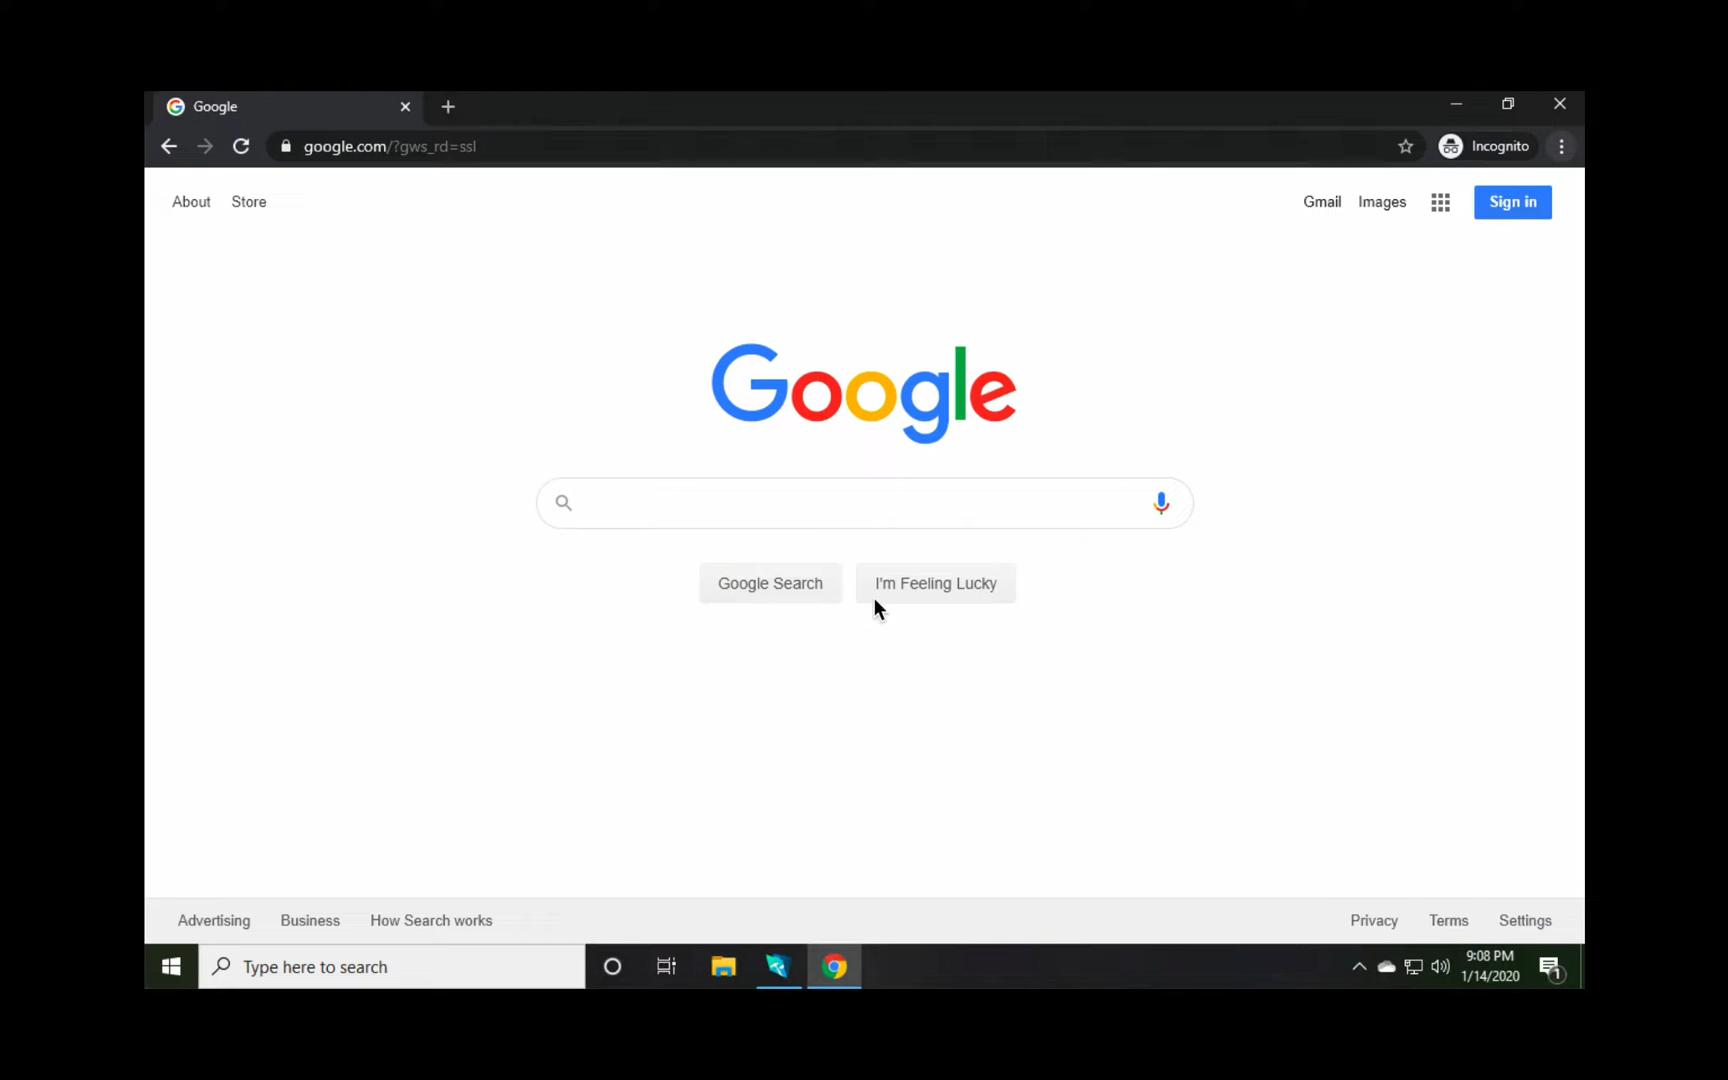 Google
google.com/?gws_rd=ssl
Incognito
About Store
Gmail Images Sign in
Google
Google Search I'm Feeling Lucky
Advertising Business How Search works
Privacy Terms Settings
Type here to search
9:08 PM
1/14/2020
1